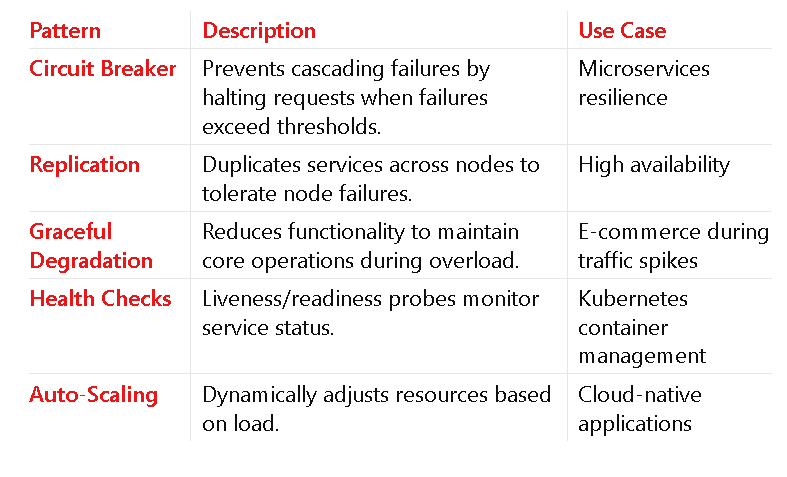 Pattern Description Use Case
Circuit Breaker Prevents cascading failures by Microservices
halting requests when failures resilience
exceed thresholds.
Replication Duplicates services across nodes to High availability
tolerate node failures.
Graceful Reduces functionality to maintain E-commerce during
Degradation core operations during overload. traffic spikes
Health Checks Liveness/readiness probes monitor Kubernetes
service status. container
management
Auto-Scaling Dynamically adjusts resources based Cloud-native
on load. applications